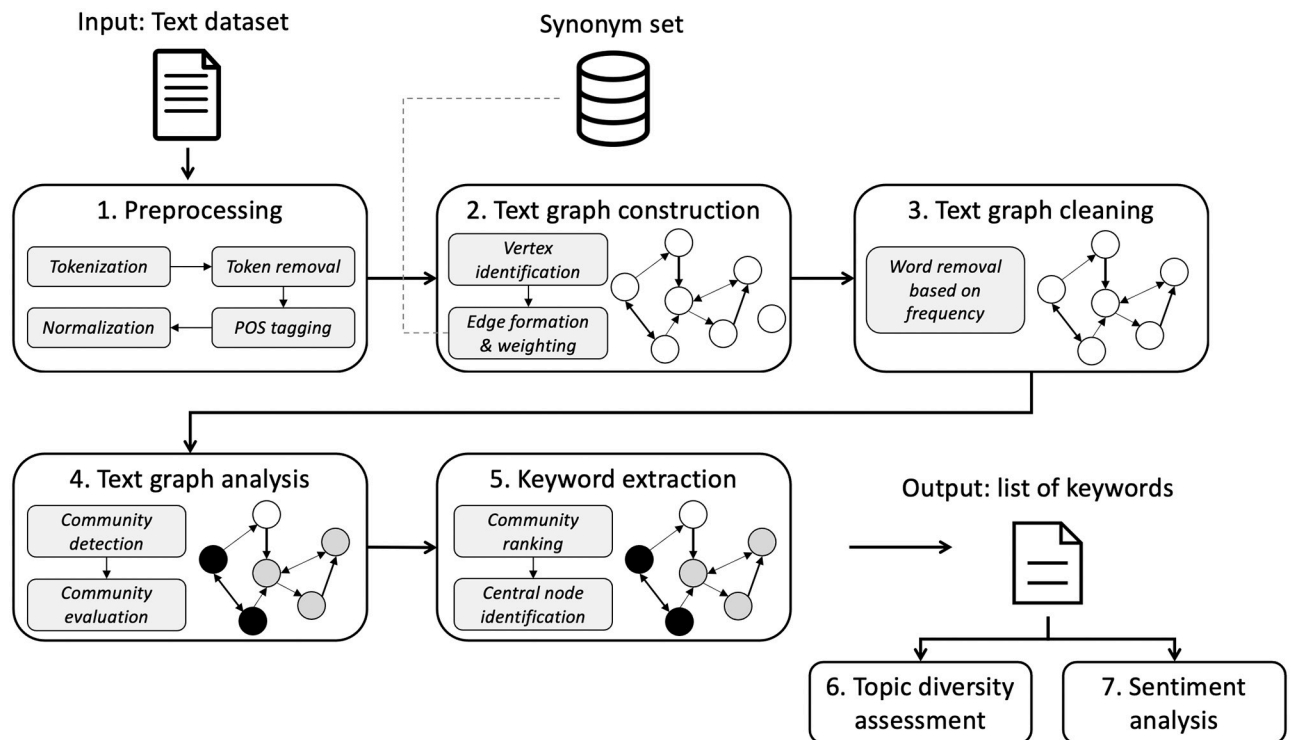 Input: Text dataset
Synonym set
1. Preprocessing
Tokenization
Token removal
Normalization
POS tagging
2. Text graph construction
Vertex
identification
Edge formation
& weighting
3. Text graph cleaning
Word removal
based on
frequency
4. Text graph analysis
Community
detection
Community
evaluation
5. Keyword extraction
Community
ranking
Central node
identification
Output: list of keywords
6. Topic diversity
assessment
7. Sentiment
analysis